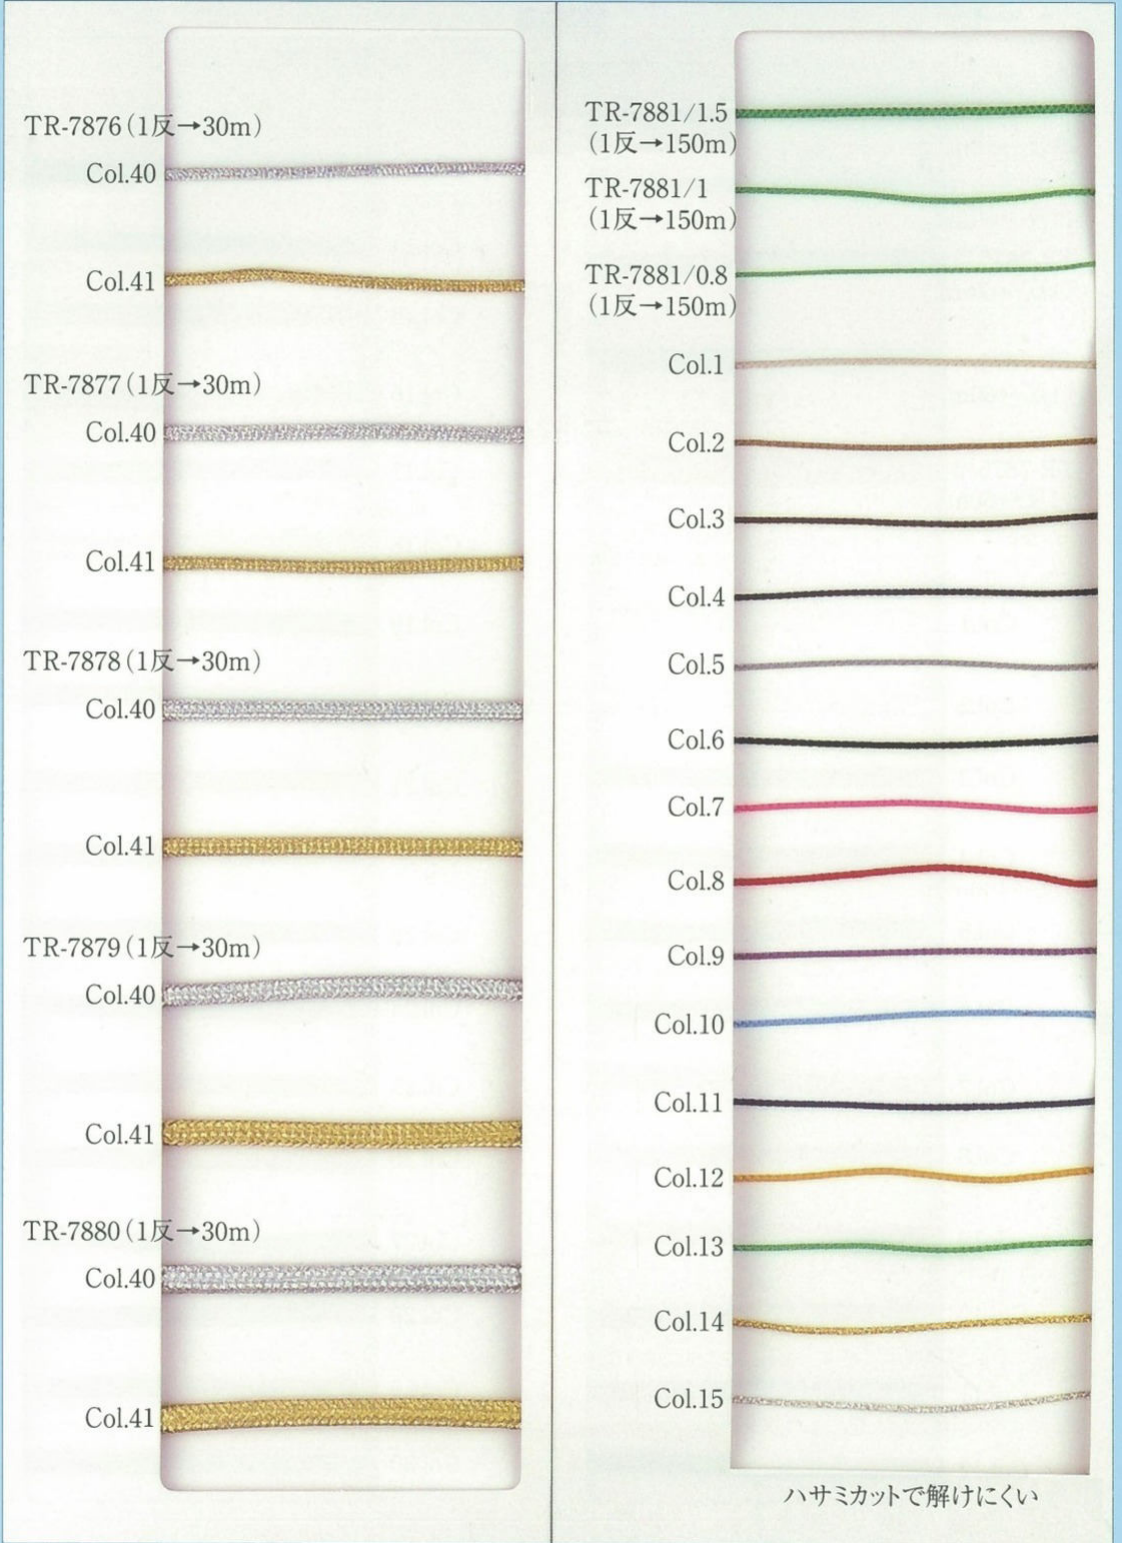 TR-7876(1反→30m)
Col.40
Col.41
TR-7877(1反→30m)
Col.40
Col.41
TR-7878(1反→30m)
Col.40
Col.41
TR-7879(1反→30m)
Col.40
Col.41
TR-7880(1反→30m)
Col.40
Col.41
TR-7881/1.5
(1反→150m)
TR-7881/1
(1反→150m)
TR-7881/0.8
(1反→150m)
Col.1
Col.2
Col.3
Col.4
Col.5
Col.6
Col.7
Col.8
Col.9
Col.10
Col.11
Col.12
Col.13
Col.14
Col.15
ハサミカットで解けにくい